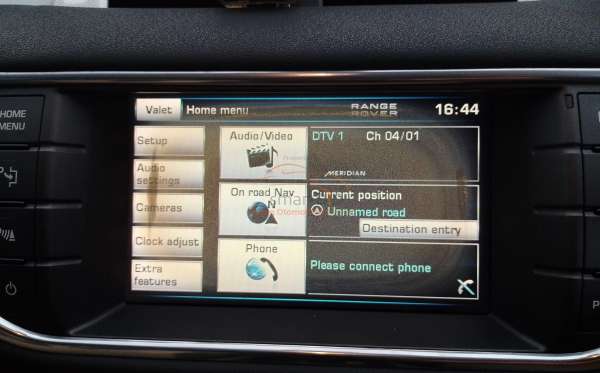 HOME
MENU
Valet
Home menu
RANGE
ROVER
16:44
Setup
Audio
settings
Cameras
Clock adjust
Extra
features
Audio/Video
DTV 1 Ch 04/01
MERIDIAN
On road Nav
N
Current position
Unnamed road
Destination entry
Phone
Please connect phone